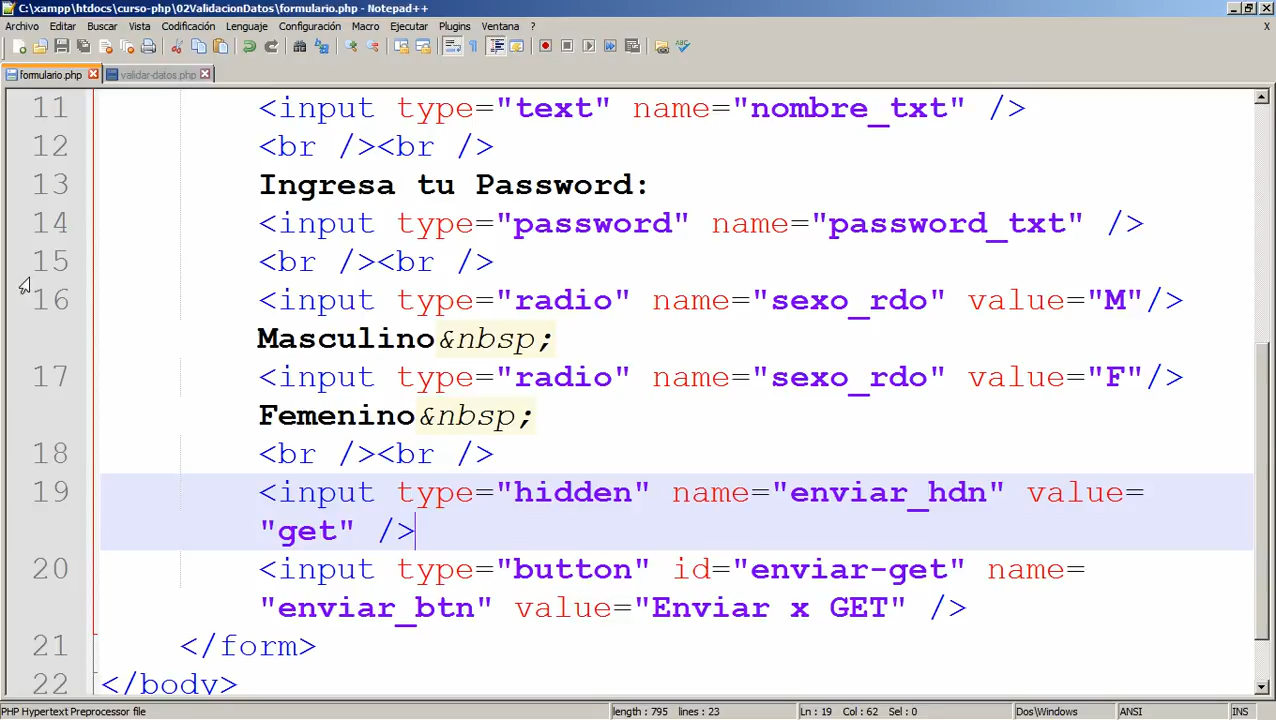 C:\xampp\htdocs\curso-php\02ValidacionDatos\formulario.php - Notepad++
Archivo Editar Buscar Vista Codificación Lenguaje Configuración Macro Ejecutar Plugins Ventana ? X
formulario.php validar-datos.php
11 <input type="text" name="nombre_txt" />
12 <br /><br />
13 Ingresa tu Password:
14 <input type="password" name="password_txt" />
15 <br /><br />
16 <input type="radio" name="sexo_rdo" value="M"/>
Masculino&nbsp;
17 <input type="radio" name="sexo_rdo" value="F"/>
Femenino&nbsp;
18 <br /><br />
19 <input type="hidden" name="enviar_hdn" value=
"get" />
20 <input type="button" id="enviar-get" name=
"enviar_btn" value="Enviar x GET" />
21 </form>
22 </body>
PHP Hypertext Preprocessor file length : 795 lines : 23 Ln : 19 Col : 62 Sel : 0 Dos\Windows ANSI INS